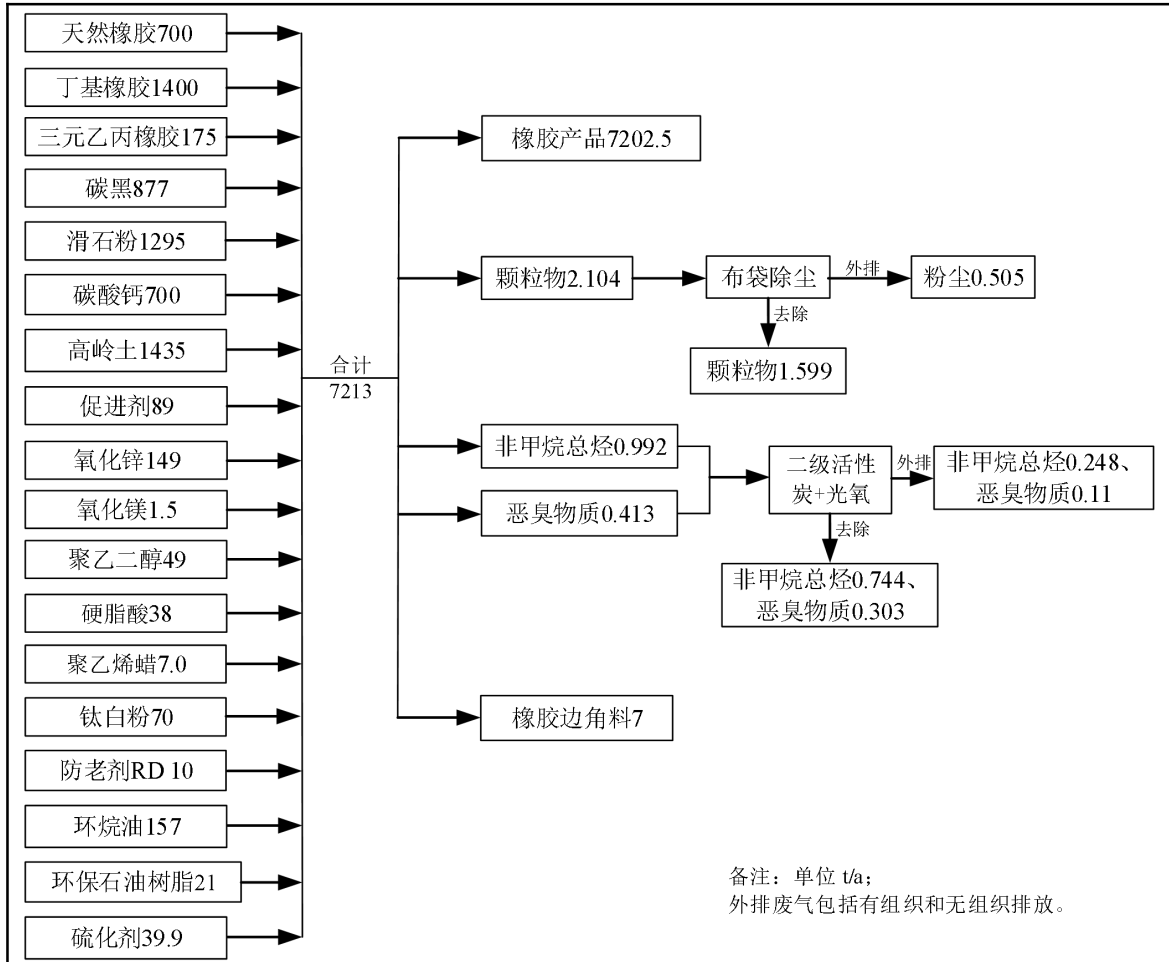 天然橡胶700
丁基橡胶1400
三元乙丙橡胶175
碳黑877
滑石粉1295
碳酸钙700
高岭土1435
促进剂89
氧化锌149
氧化镁1.5
聚乙二醇49
硬脂酸38
聚乙烯蜡7.0
钛白粉70
防老剂RD 10
环烷油157
环保石油树脂21
硫化剂39.9
合计
7213
橡胶产品7202.5
颗粒物2.104
布袋除尘
外排
粉尘0.505
去除
颗粒物1.599
非甲烷总烃0.992
恶臭物质0.413
二级活性
炭+光氧
外排
非甲烷总烃0.248、
恶臭物质0.11
去除
非甲烷总烃0.744、
恶臭物质0.303
橡胶边角料7
备注：单位 t/a；
外排废气包括有组织和无组织排放。